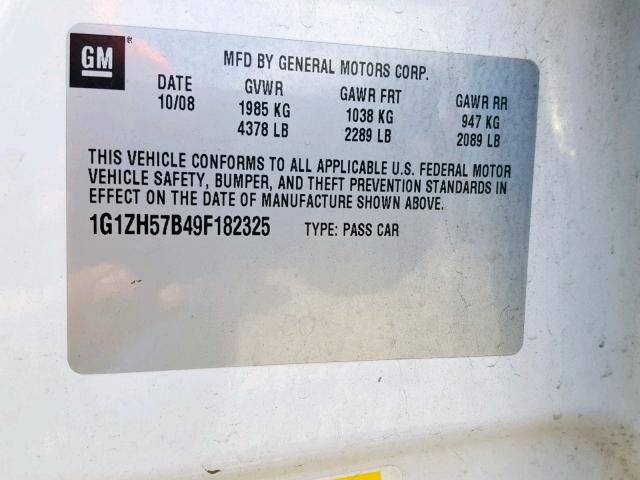 GM
MFD BY GENERAL MOTORS CORP.
DATE GVWR GAWR FRT GAWR RR
10/08 1985 KG 1038 KG 947 KG
4378 LB 2289 LB 2089 LB
THIS VEHICLE CONFORMS TO ALL APPLICABLE U.S. FEDERAL MOTOR
VEHICLE SAFETY, BUMPER, AND THEFT PREVENTION STANDARDS IN
EFFECT ON THE DATE OF MANUFACTURE SHOWN ABOVE.
1G1ZH57B49F182325 TYPE: PASS CAR